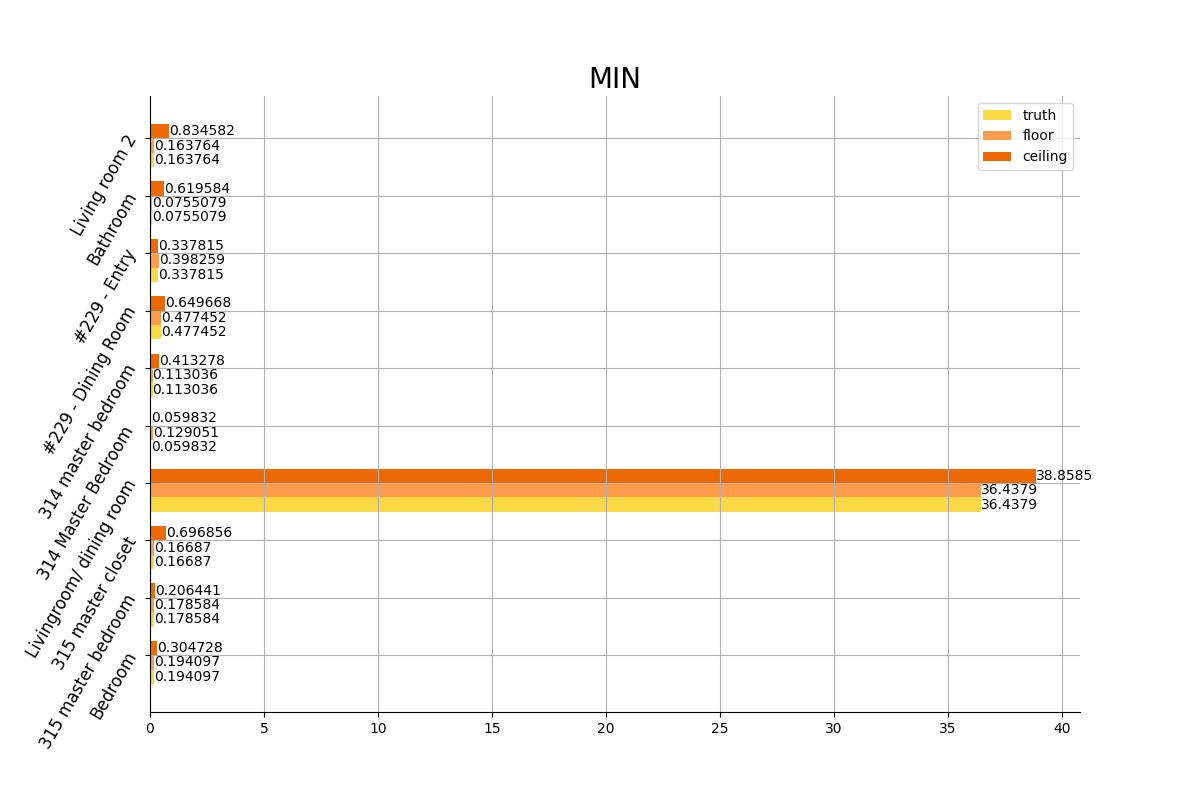 MIN
truth
floor
ceiling
Living room 2
0.834582
0.163764
0.163764
Bathroom
0.619584
0.0755079
0.0755079
#229 - Entry
0.337815
0.398259
0.337815
#229 - Dining Room
0.649668
0.477452
0.477452
314 master bedroom
0.413278
0.113036
0.113036
314 Master Bedroom
0.059832
0.129051
0.059832
Livingroom/ dining room
38.8585
36.4379
36.4379
315 master closet
0.696856
0.16687
0.16687
315 master bedroom
0.206441
0.178584
0.178584
Bedroom
0.304728
0.194097
0.194097
0 5 10 15 20 25 30 35 40